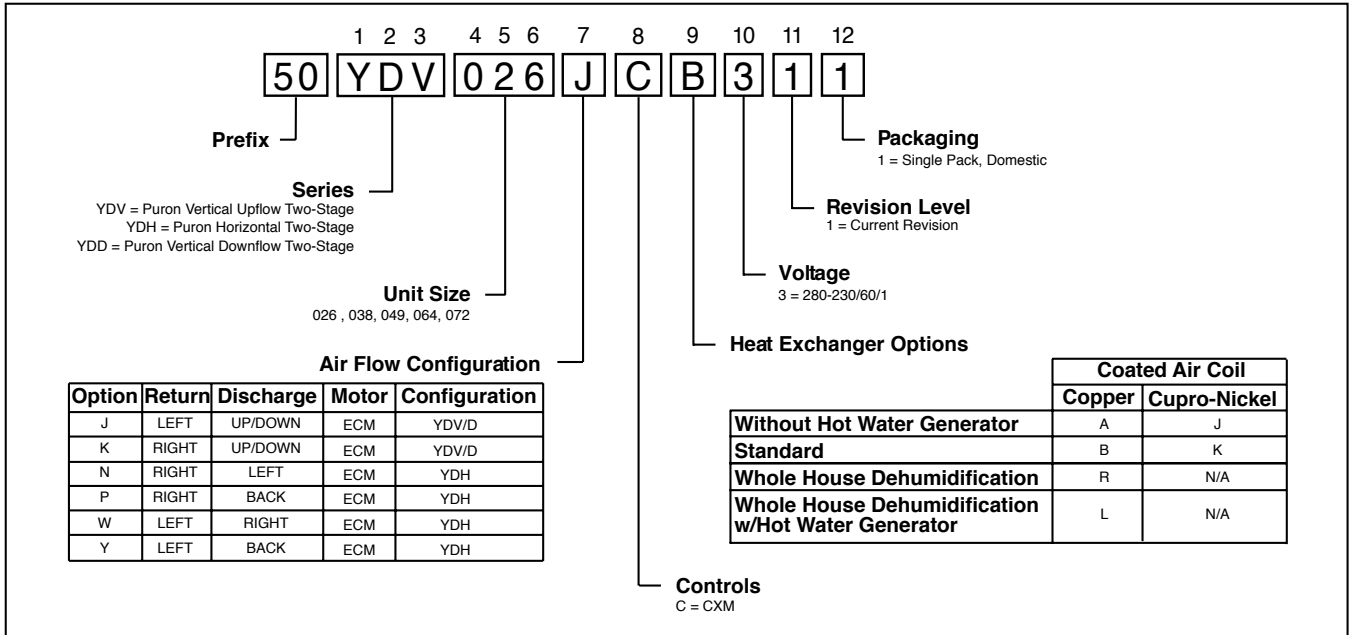 1 2 3 4 5 6 7 8 9 10 11 12
50 YDV 026 J C B 3 1 1
Prefix
Series
YDV = Puron Vertical Upflow Two-Stage
YDH = Puron Horizontal Two-Stage
YDD = Puron Vertical Downflow Two-Stage
Unit Size
026 , 038, 049, 064, 072
Air Flow Configuration
Option Return Discharge Motor Configuration
J LEFT UP/DOWN ECM YDV/D
K RIGHT UP/DOWN ECM YDV/D
N RIGHT LEFT ECM YDH
P RIGHT BACK ECM YDH
W LEFT RIGHT ECM YDH
Y LEFT BACK ECM YDH
Packaging
1 = Single Pack, Domestic
Revision Level
1 = Current Revision
Voltage
3 = 280-230/60/1
Heat Exchanger Options
Coated Air Coil
Copper Cupro-Nickel
Without Hot Water Generator A J
Standard B K
Whole House Dehumidification R N/A
Whole House Dehumidification
w/Hot Water Generator L N/A
Controls
C = CXM